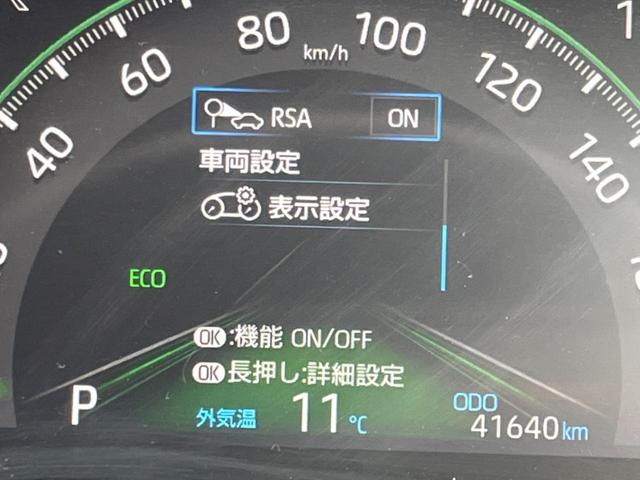 80
100
km/h
60
120
RSA ON
40
車両設定
140
表示設定
ECO
OK:機能 ON/OFF
OK長押し:詳細設定
P
外気温 11℃
ODO
41640km